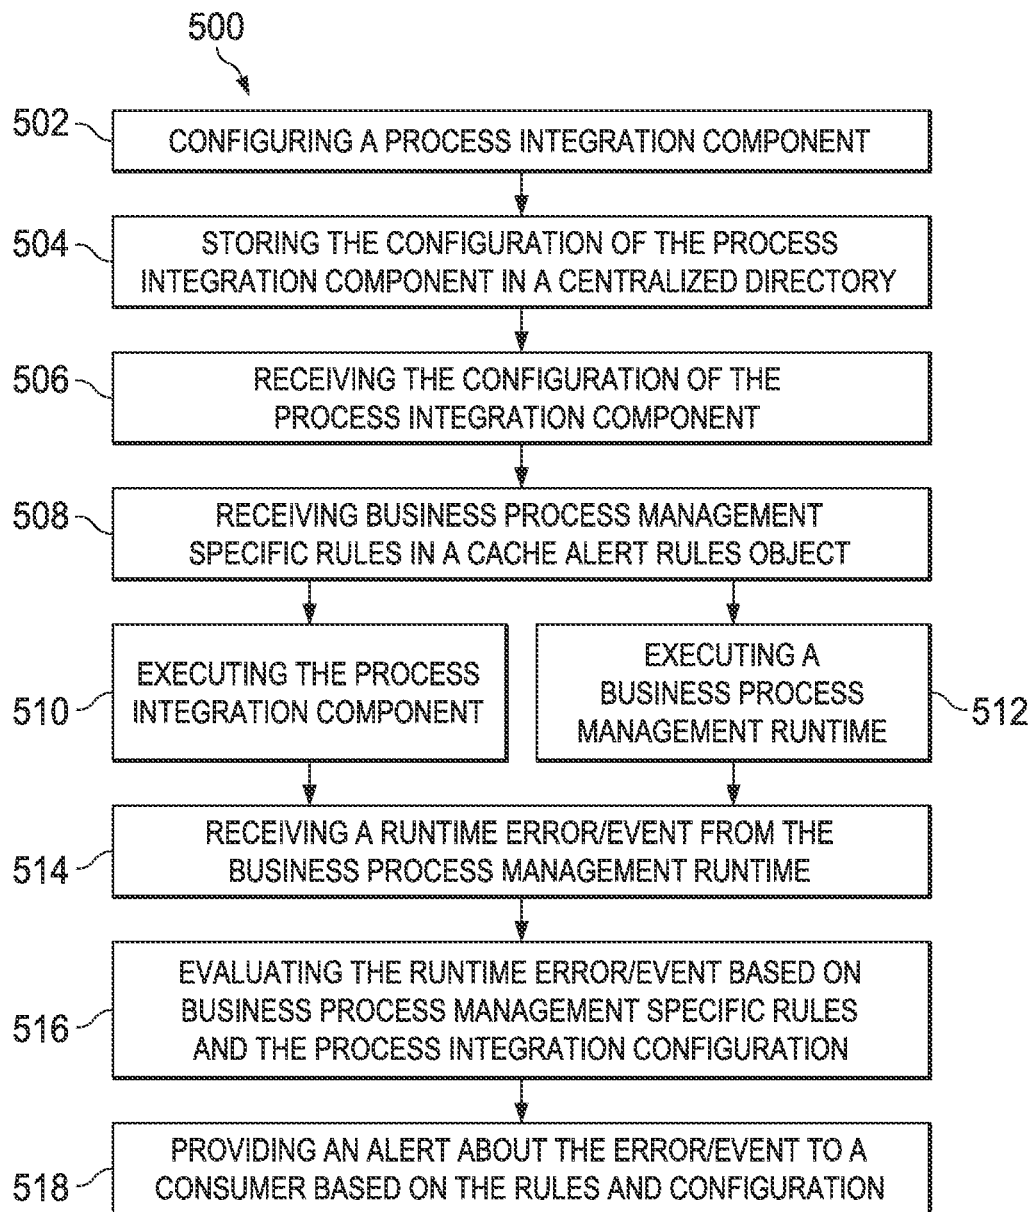 500
502
CONFIGURING A PROCESS INTEGRATION COMPONENT
504
STORING THE CONFIGURATION OF THE PROCESS
INTEGRATION COMPONENT IN A CENTRALIZED DIRECTORY
506
RECEIVING THE CONFIGURATION OF THE
PROCESS INTEGRATION COMPONENT
508
RECEIVING BUSINESS PROCESS MANAGEMENT
SPECIFIC RULES IN A CACHE ALERT RULES OBJECT
510
EXECUTING THE PROCESS
INTEGRATION COMPONENT
EXECUTING A
BUSINESS PROCESS
MANAGEMENT RUNTIME
512
514
RECEIVING A RUNTIME ERROR/EVENT FROM THE
BUSINESS PROCESS MANAGEMENT RUNTIME
516
EVALUATING THE RUNTIME ERROR/EVENT BASED ON
BUSINESS PROCESS MANAGEMENT SPECIFIC RULES
AND THE PROCESS INTEGRATION CONFIGURATION
518
PROVIDING AN ALERT ABOUT THE ERROR/EVENT TO A
CONSUMER BASED ON THE RULES AND CONFIGURATION